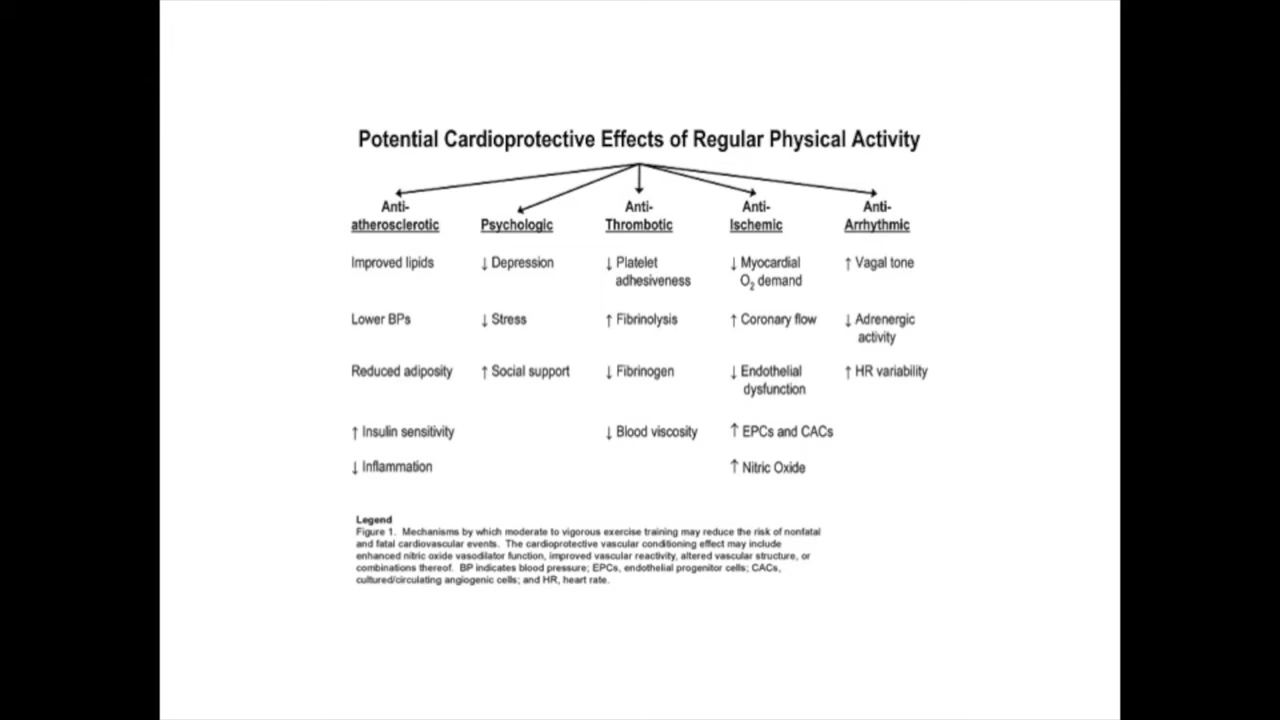 Potential Cardioprotective Effects of Regular Physical Activity
Anti-
atherosclerotic
Improved lipids
Lower BPs
Reduced adiposity
↑ Insulin sensitivity
↓ Inflammation
Psychologic
↓ Depression
↓ Stress
↑ Social support
Anti-
Thrombotic
↓ Platelet
adhesiveness
↑ Fibrinolysis
↓ Fibrinogen
↓ Blood viscosity
Anti-
Ischemic
↓ Myocardial
O₂ demand
↑ Coronary flow
↓ Endothelial
dysfunction
↑ EPCs and CACs
↑ Nitric Oxide
Anti-
Arrhythmic
↑ Vagal tone
↓ Adrenergic
activity
↑ HR variability
Legend
Figure 1. Mechanisms by which moderate to vigorous exercise training may reduce the risk of nonfatal
and fatal cardiovascular events. The cardioprotective vascular conditioning effect may include
enhanced nitric oxide vasodilator function, improved vascular reactivity, altered vascular structure, or
combinations thereof. BP indicates blood pressure; EPCs, endothelial progenitor cells; CACs,
cultured/circulating angiogenic cells; and HR, heart rate.